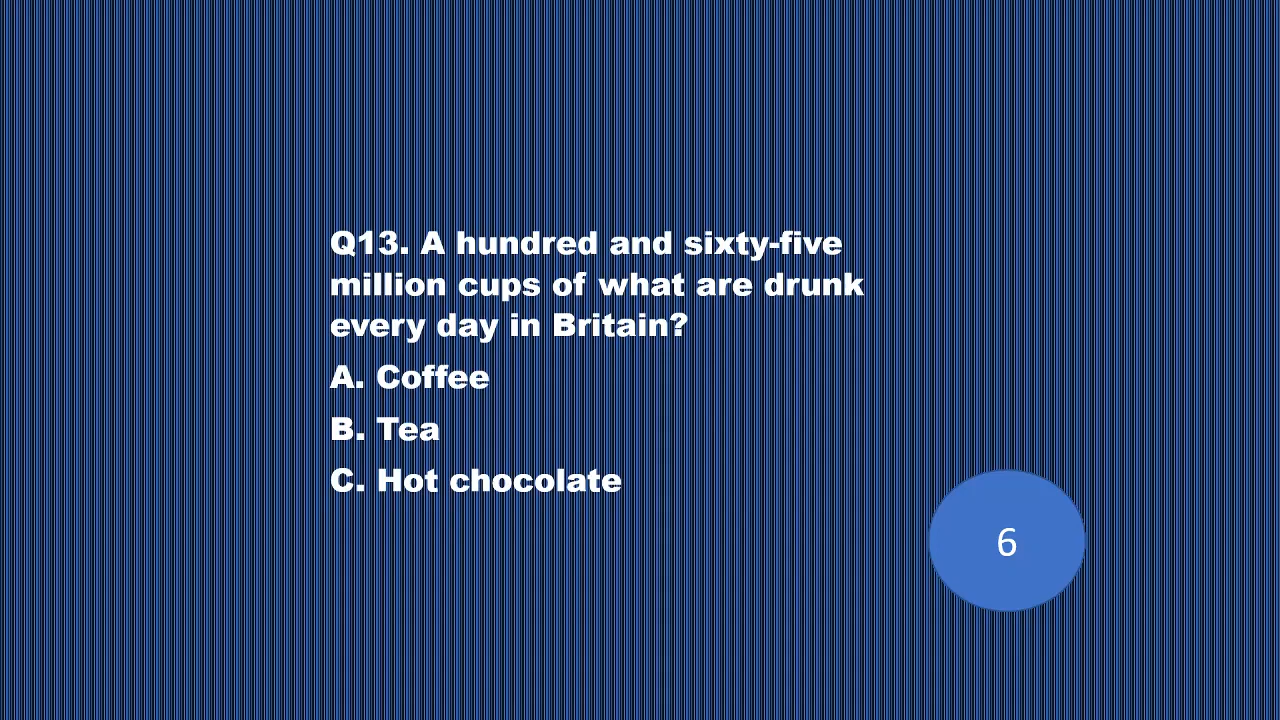 Q13. A hundred and sixty-five
million cups of what are drunk
every day in Britain?
A. Coffee
B. Tea
C. Hot chocolate
6